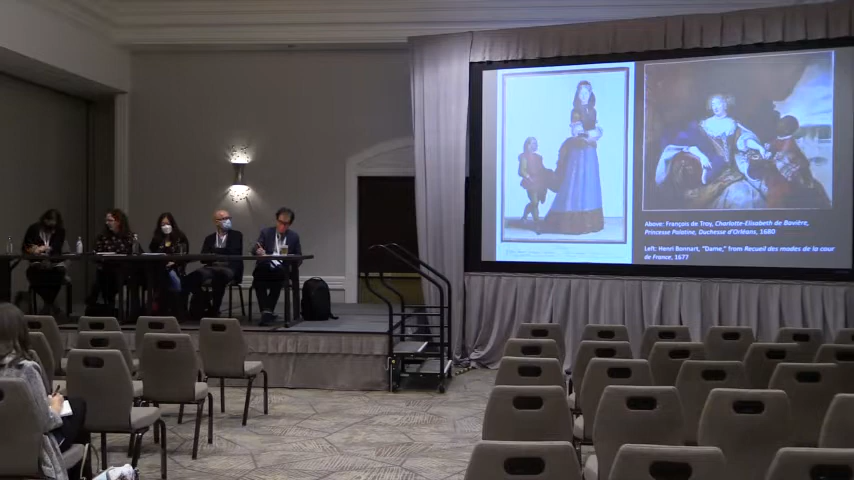 Above: François de Troy, Charlotte-Elisabeth de Bavière,
Princesse Palatine, Duchesse d'Orléans, 1680
Left: Henri Bonnart, "Dame," from Recueil des modes de la cour
de France, 1677